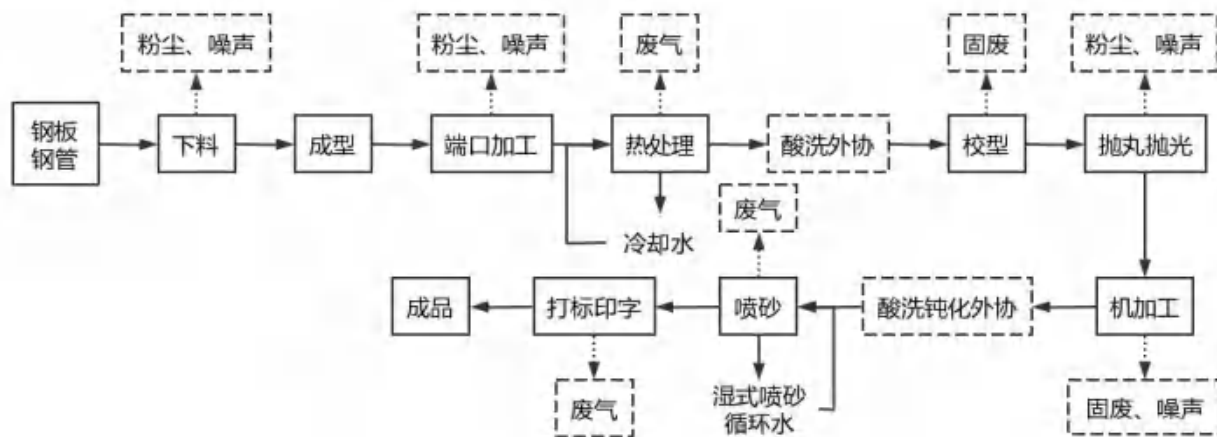 粉尘、噪声
粉尘、噪声
废气
固废
粉尘、噪声
钢板
钢管
下料
成型
端口加工
热处理
酸洗外协
校型
抛丸抛光
冷却水
废气
成品
打标印字
喷砂
酸洗钝化外协
机加工
废气
湿式喷砂
循环水
固废、噪声